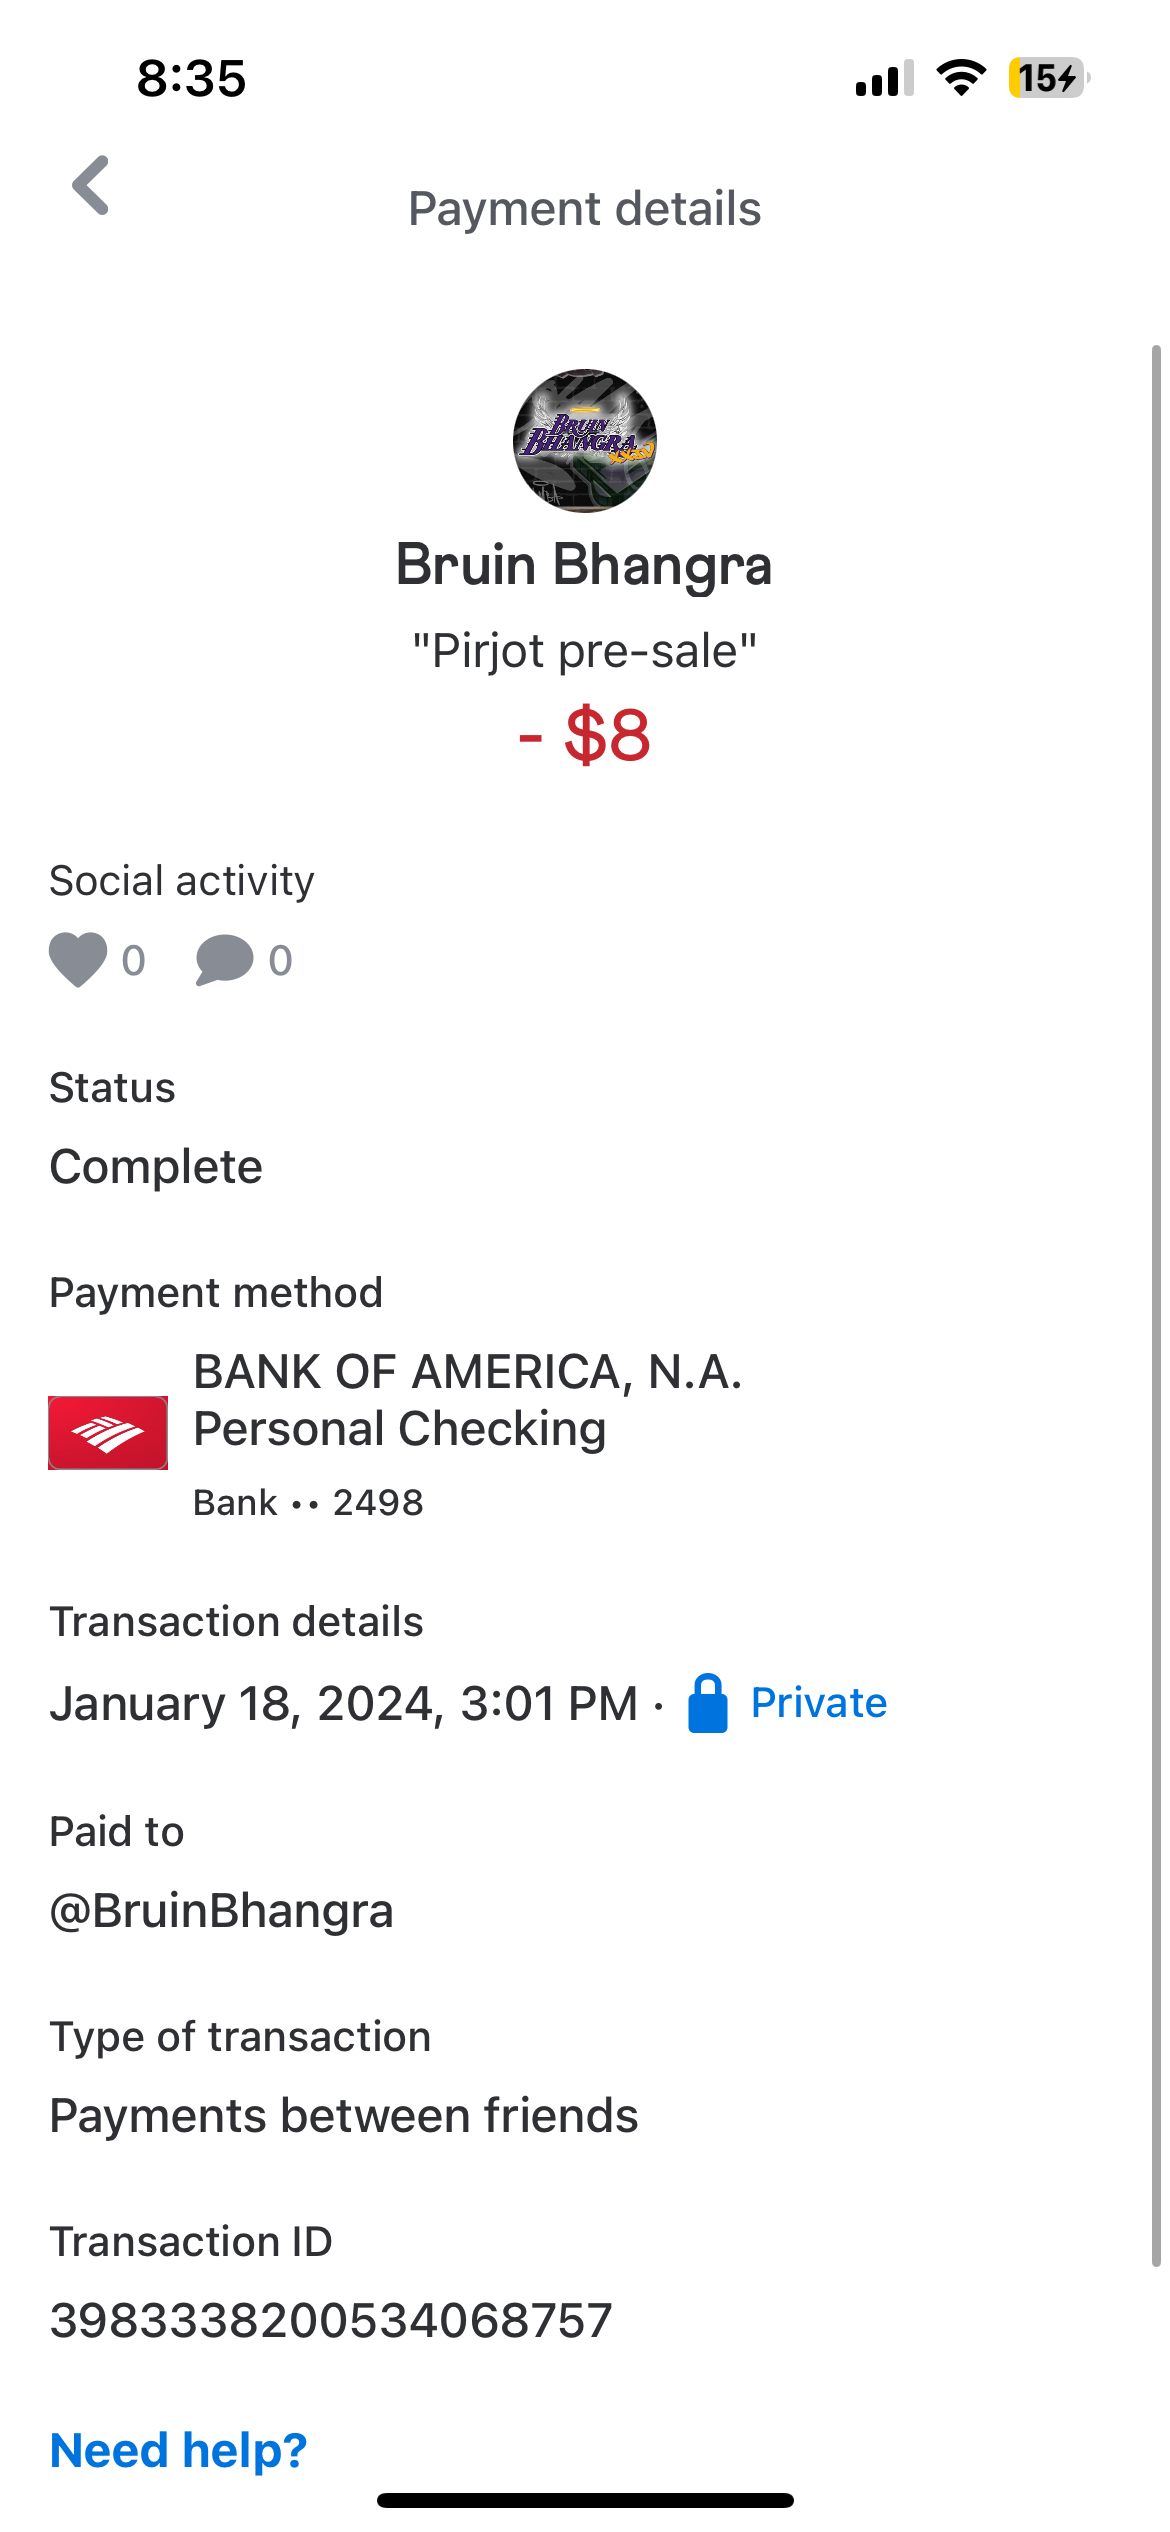 8:35
15
Payment details
BRUIN
BHANGRA
Bruin Bhangra
"Pirjot pre-sale"
- $8
Social activity
0 0
Status
Complete
Payment method
BANK OF AMERICA, N.A.
Personal Checking
Bank •• 2498
Transaction details
January 18, 2024, 3:01 PM · Private
Paid to
@BruinBhangra
Type of transaction
Payments between friends
Transaction ID
3983338200534068757
Need help?